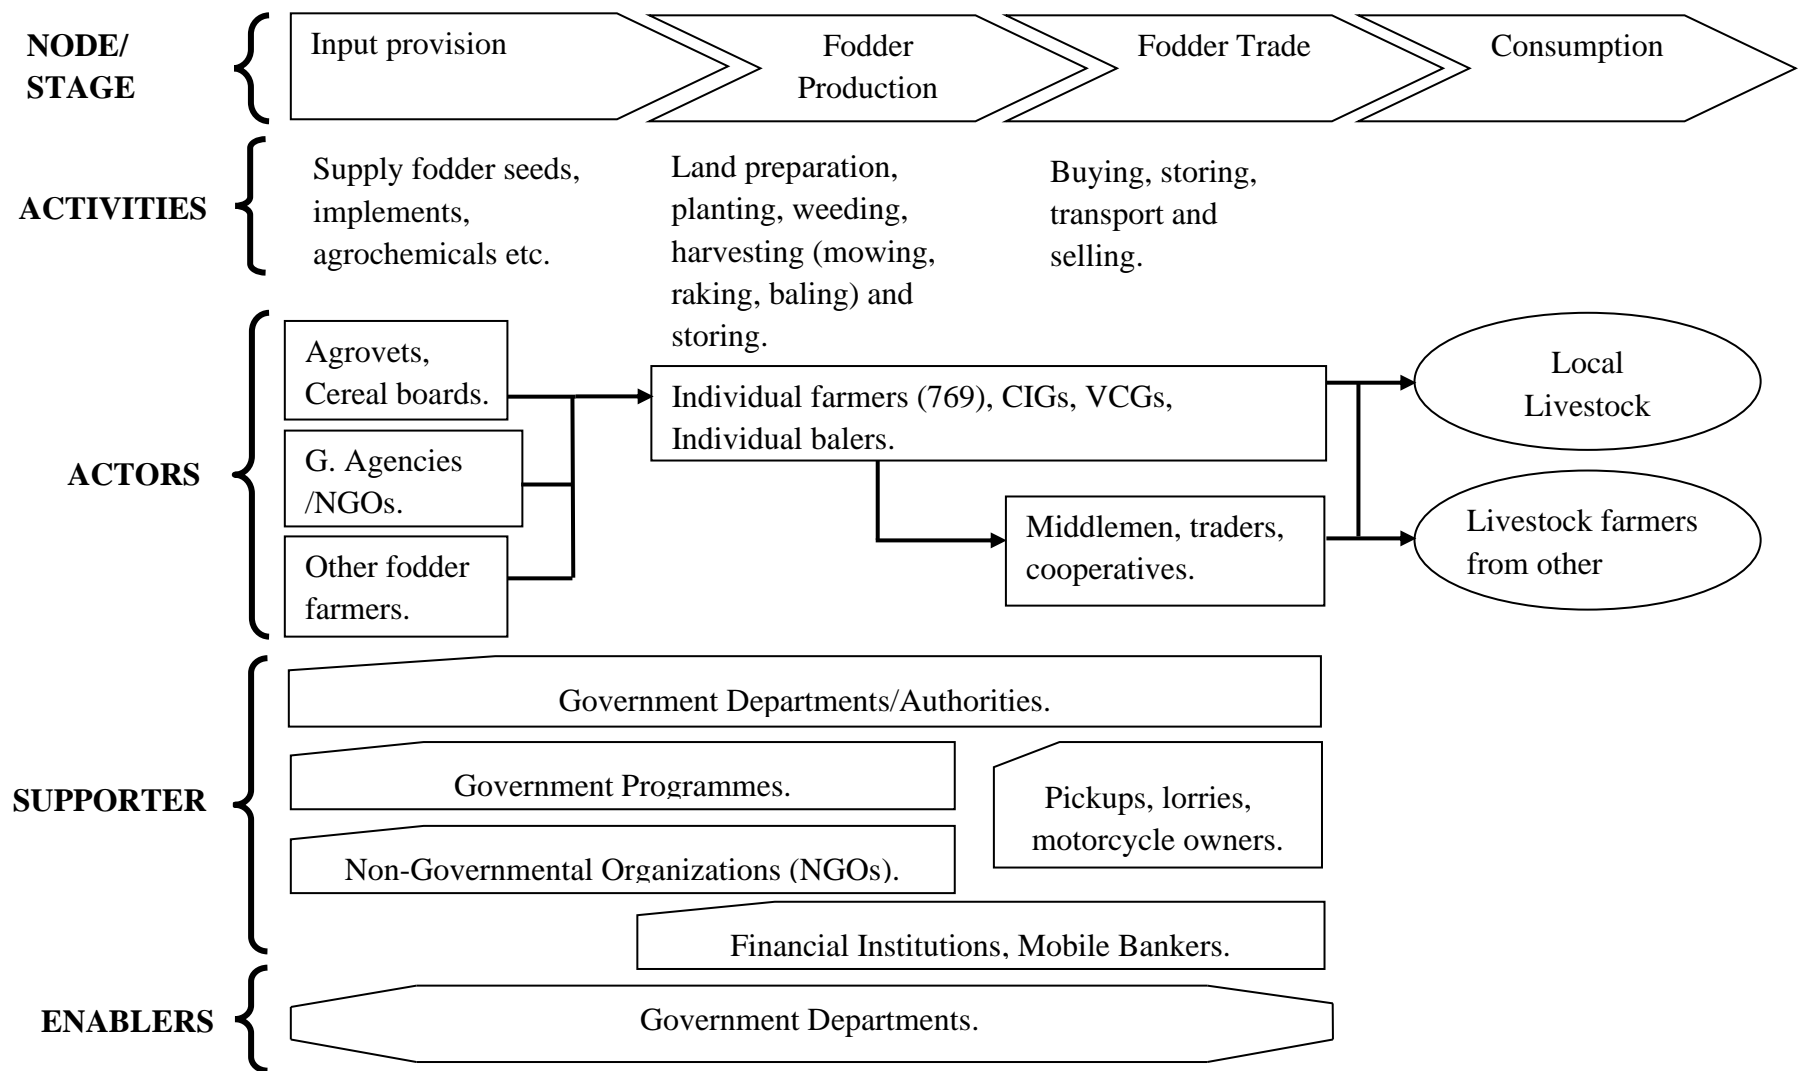 NODE/
STAGE
Input provision
Fodder
Production
Fodder Trade
Consumption
ACTIVITIES
Supply fodder seeds,
implements,
agrochemicals etc.
Land preparation,
planting, weeding,
harvesting (mowing,
raking, baling) and
storing.
Buying, storing,
transport and
selling.
ACTORS
Agrovets,
Cereal boards.
G. Agencies
/NGOs.
Other fodder
farmers.
Individual farmers (769), CIGs, VCGs,
Individual balers.
Middlemen, traders,
cooperatives.
Local
Livestock
Livestock farmers
from other
SUPPORTER
Government Departments/Authorities.
Government Programmes.
Pickups, lorries,
motorcycle owners.
Non-Governmental Organizations (NGOs).
Financial Institutions, Mobile Bankers.
ENABLERS
Government Departments.